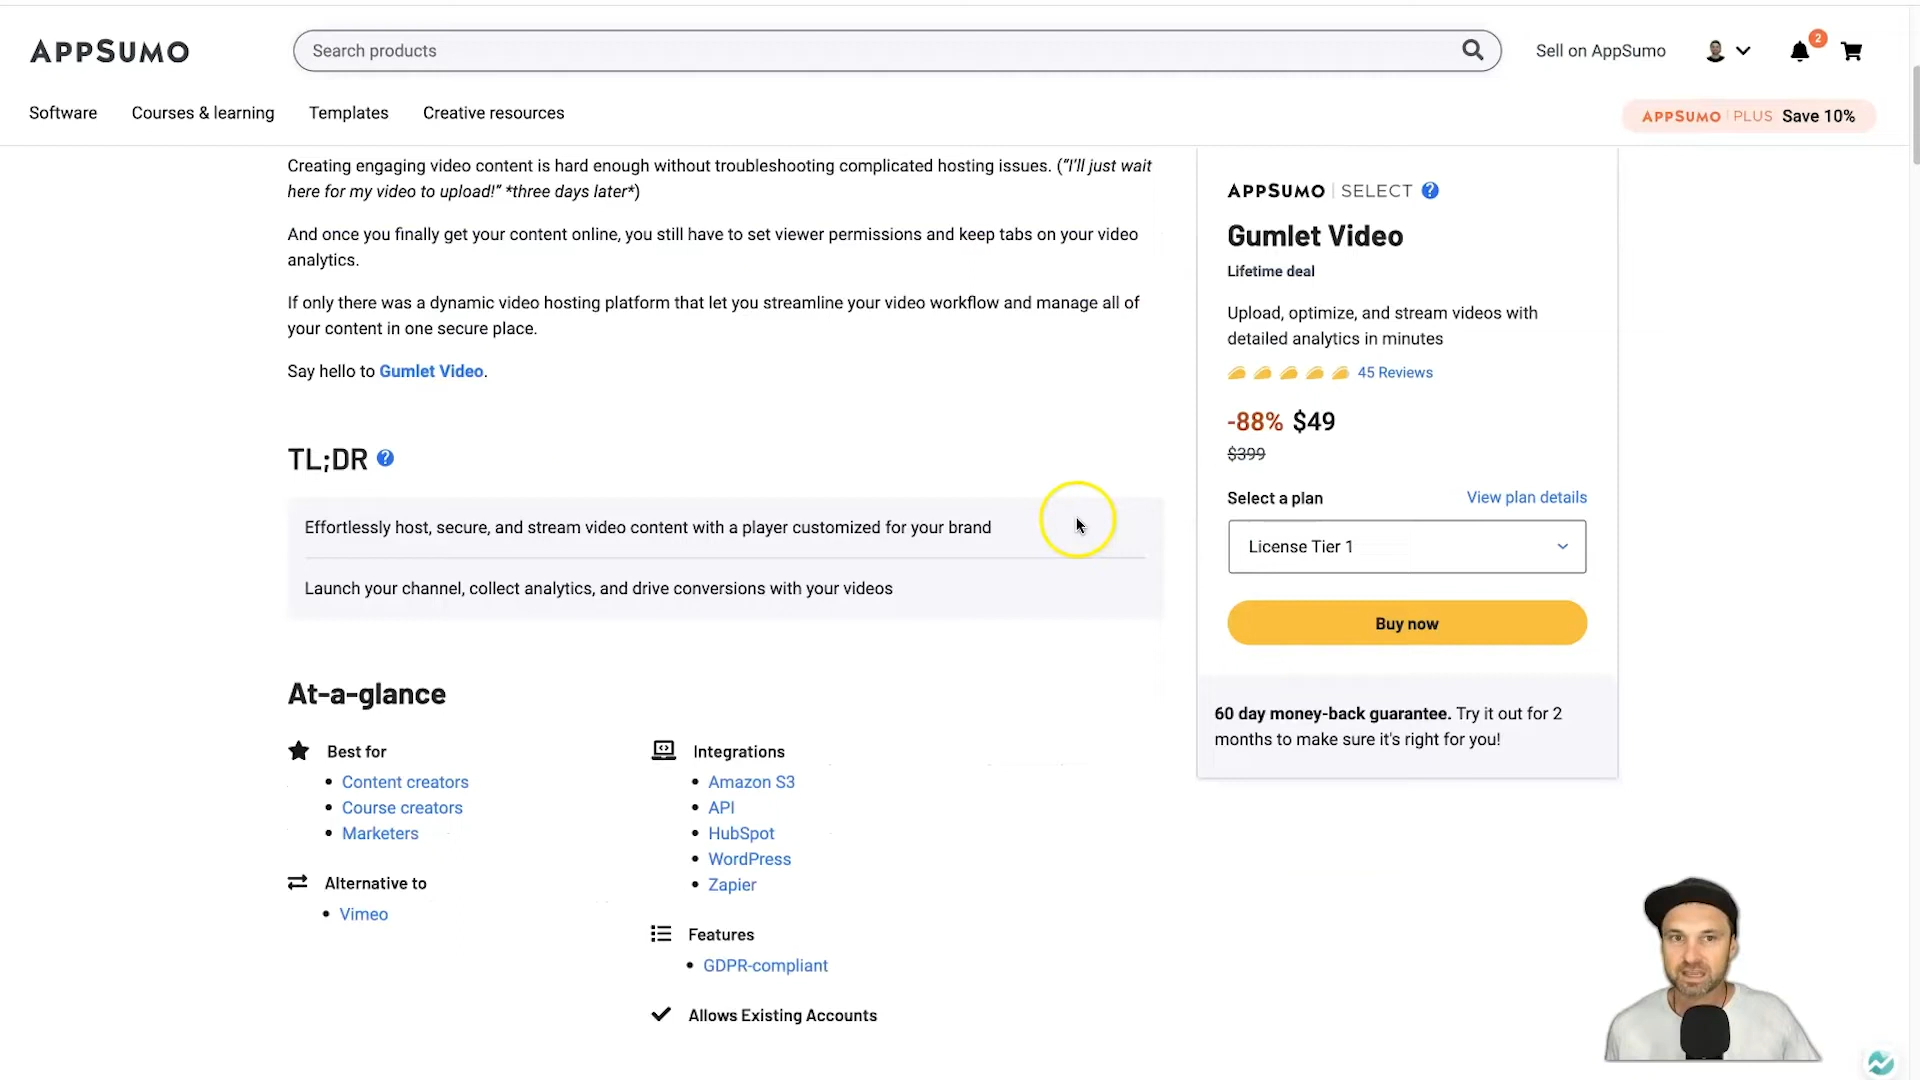 APPSUMO
Search products
Sell on AppSumo
2
Software
Courses & learning
Templates
Creative resources
APPSUMO | PLUS Save 10%
Creating engaging video content is hard enough without troubleshooting complicated hosting issues. ("I'll just wait
here for my video to upload!" *three days later*)
And once you finally get your content online, you still have to set viewer permissions and keep tabs on your video
analytics.
If only there was a dynamic video hosting platform that let you streamline your video workflow and manage all of
your content in one secure place.
Say hello to Gumlet Video.
TL;DR ?
Effortlessly host, secure, and stream video content with a player customized for your brand
Launch your channel, collect analytics, and drive conversions with your videos
At-a-glance
Best for
• Content creators
• Course creators
• Marketers
Alternative to
• Vimeo
Integrations
• Amazon S3
• API
• HubSpot
• WordPress
• Zapier
Features
• GDPR-compliant
Allows Existing Accounts
APPSUMO | SELECT ?
Gumlet Video
Lifetime deal
Upload, optimize, and stream videos with
detailed analytics in minutes
45 Reviews
-88% $49
$399
Select a plan
View plan details
License Tier 1
Buy now
60 day money-back guarantee. Try it out for 2
months to make sure it's right for you!